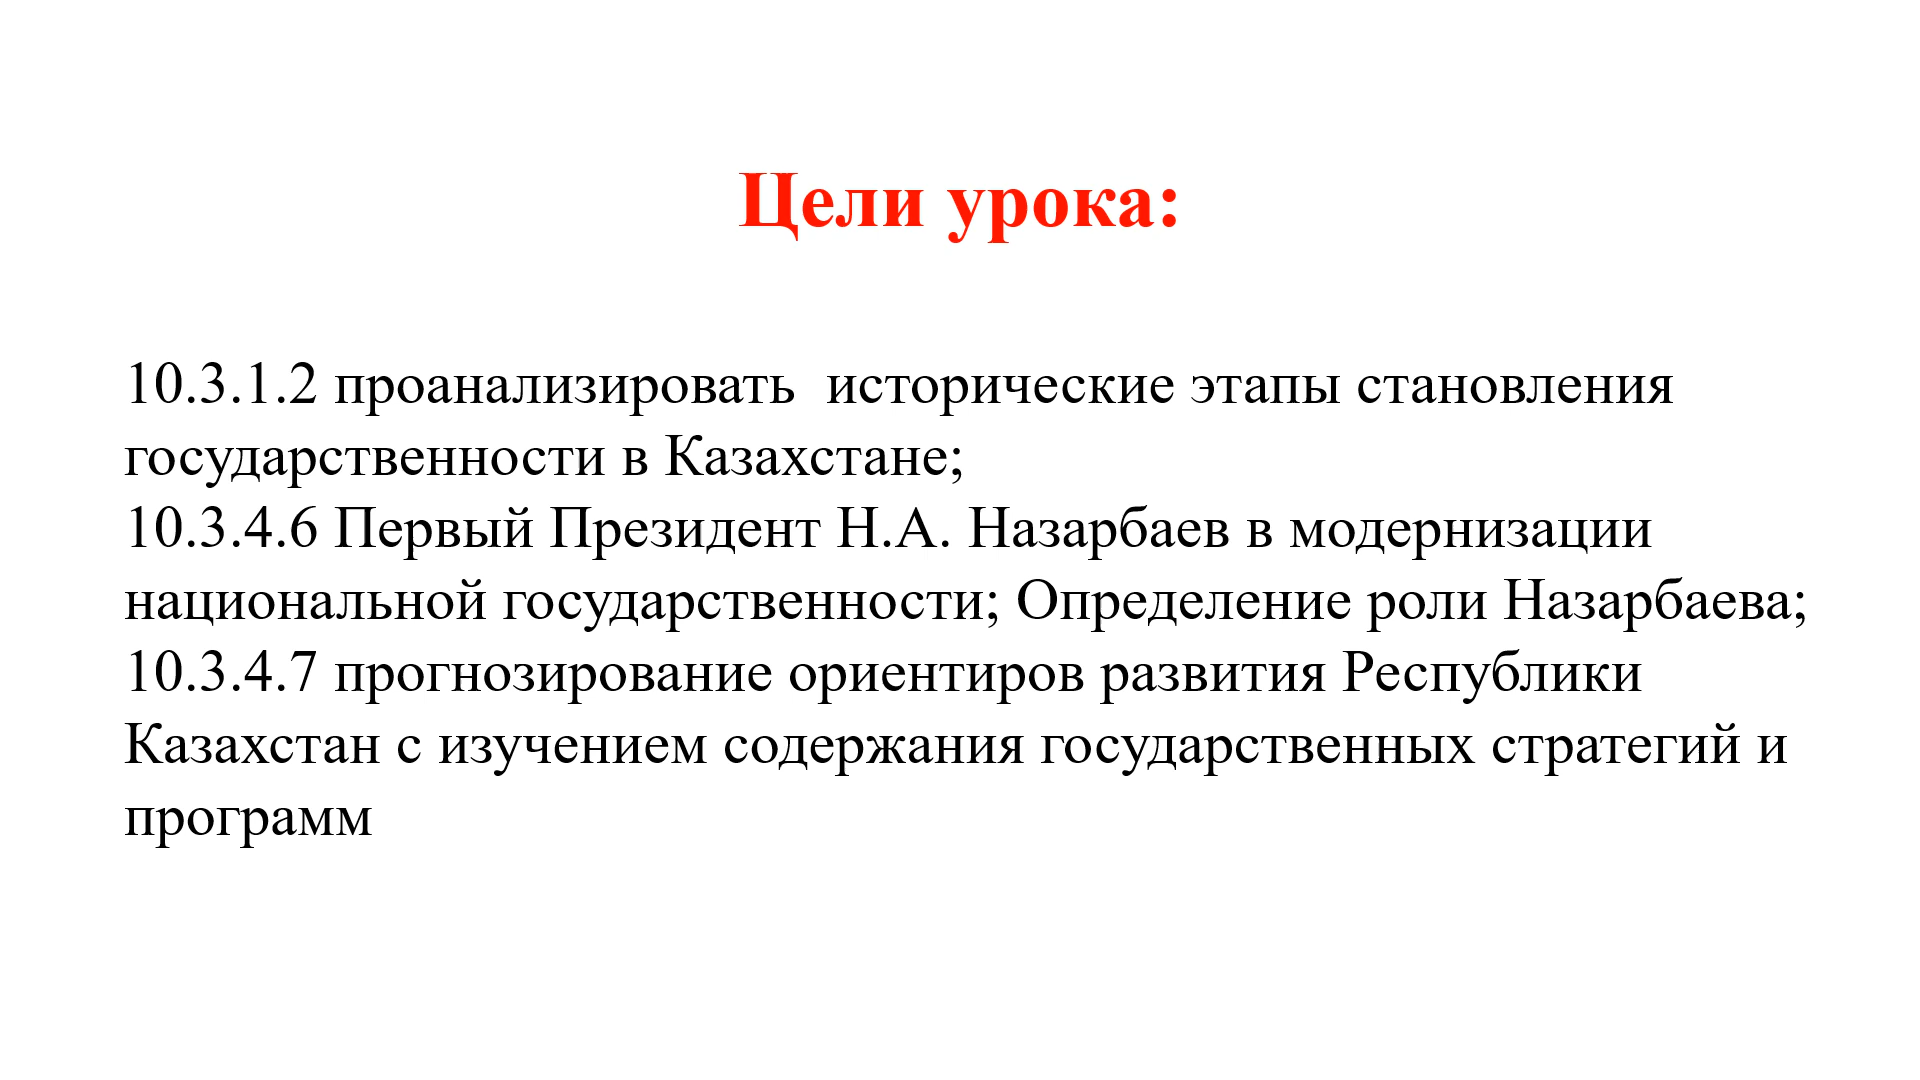 Цели урока:
10.3.1.2 проанализировать  исторические этапы становления
государственности в Казахстане;
10.3.4.6 Первый Президент Н.А. Назарбаев в модернизации
национальной государственности; Определение роли Назарбаева;
10.3.4.7 прогнозирование ориентиров развития Республики
Казахстан с изучением содержания государственных стратегий и
программ